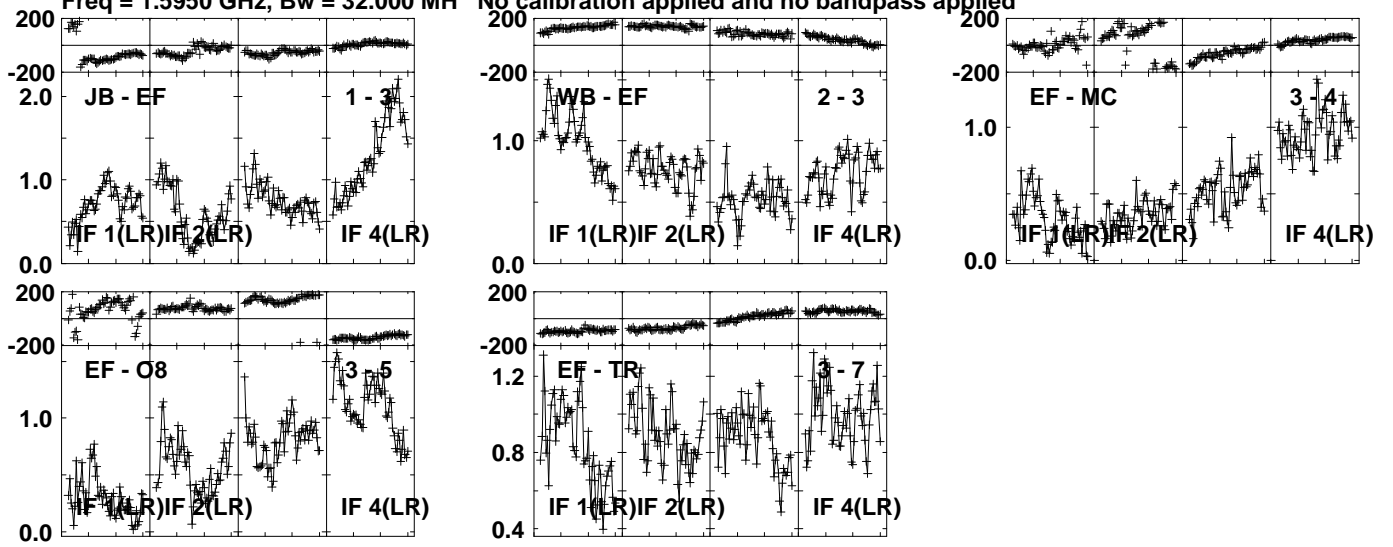 Freq = 1.5950 GHz, Bw = 32.000 MH No calibration applied and no bandpass applied
200
-200
JB - EF 1 - 3
2.0
1.0
0.0
IF 1(LR) IF 2(LR) IF 4(LR)
WB - EF 2 - 3
1.0
0.0
IF 1(LR) IF 2(LR) IF 4(LR)
200
-200
EF - MC 3 - 4
1.0
0.0
IF 1(LR) IF 2(LR) IF 4(LR)
200
-200
EF - O8 3 - 5
1.0
0.0
IF 1(LR) IF 2(LR) IF 4(LR)
200
-200
EF - TR 3 - 7
1.2
0.8
0.4
IF 1(LR) IF 2(LR) IF 4(LR)